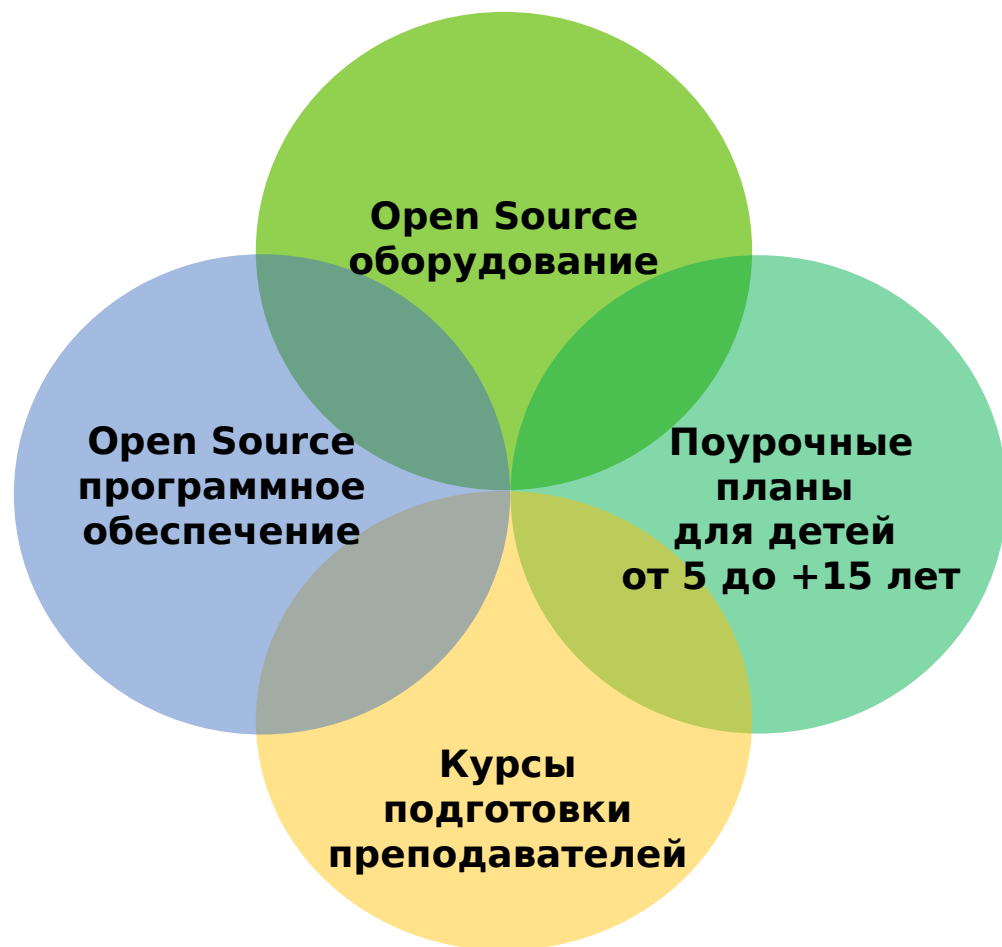 Open Source
оборудование
Open Source
программное
обеспечение
Поурочные
планы
для детей
от 5 до +15 лет
Курсы
подготовки
преподавателей